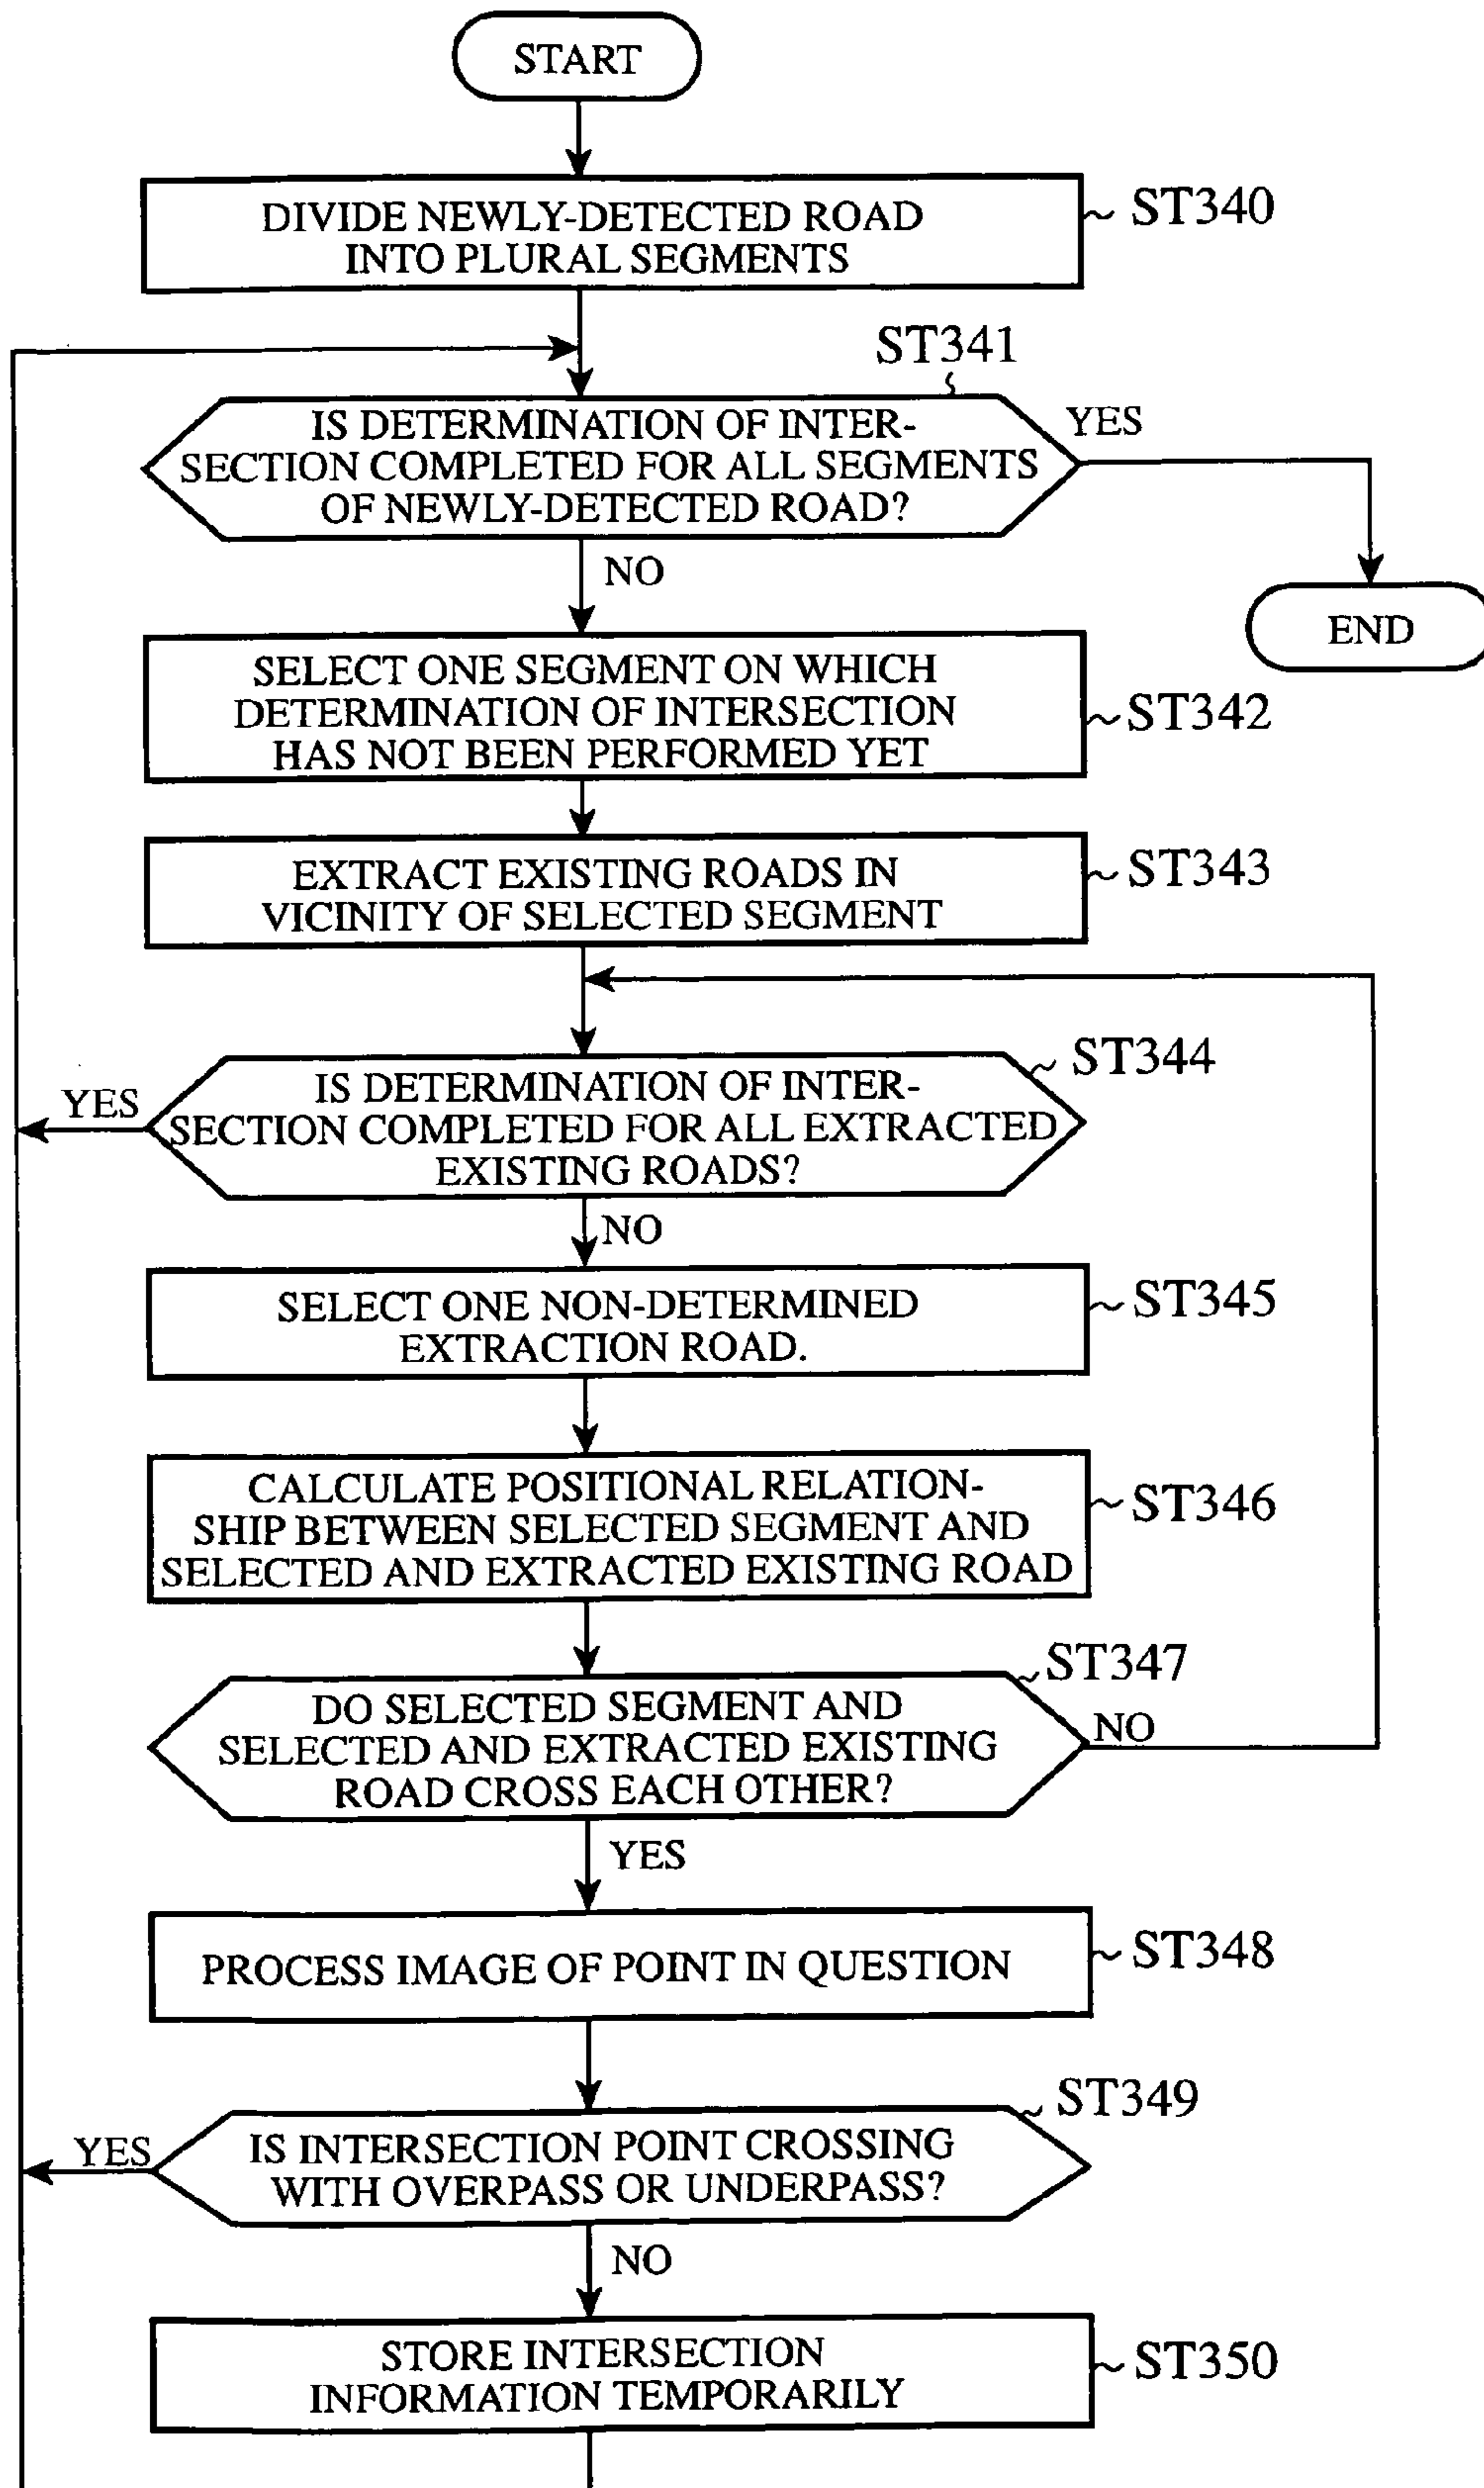 START
DIVIDE NEWLY-DETECTED ROAD
INTO PLURAL SEGMENTS
ST340
ST341
IS DETERMINATION OF INTER-
SECTION COMPLETED FOR ALL SEGMENTS
OF NEWLY-DETECTED ROAD?
YES
NO
END
SELECT ONE SEGMENT ON WHICH
DETERMINATION OF INTERSECTION
HAS NOT BEEN PERFORMED YET
ST342
EXTRACT EXISTING ROADS IN
VICINITY OF SELECTED SEGMENT
ST343
ST344
IS DETERMINATION OF INTER-
SECTION COMPLETED FOR ALL EXTRACTED
EXISTING ROADS?
YES
NO
SELECT ONE NON-DETERMINED
EXTRACTION ROAD.
ST345
CALCULATE POSITIONAL RELATION-
SHIP BETWEEN SELECTED SEGMENT AND
SELECTED AND EXTRACTED EXISTING ROAD
ST346
ST347
DO SELECTED SEGMENT AND
SELECTED AND EXTRACTED EXISTING
ROAD CROSS EACH OTHER?
NO
YES
PROCESS IMAGE OF POINT IN QUESTION
ST348
ST349
IS INTERSECTION POINT CROSSING
WITH OVERPASS OR UNDERPASS?
YES
NO
STORE INTERSECTION
INFORMATION TEMPORARILY
ST350